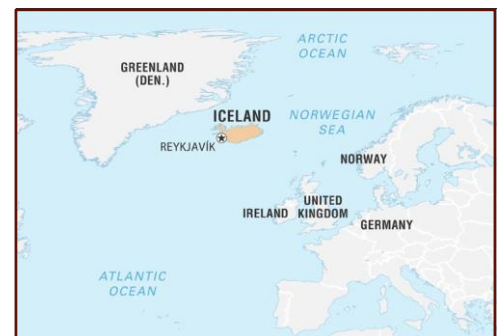 ARCTIC
OCEAN
GREENLAND
(DEN.)
ICELAND
NORWEGIAN
SEA
REYKJAVÍK
NORWAY
UNITED
KINGDOM
IRELAND
GERMANY
ATLANTIC
OCEAN